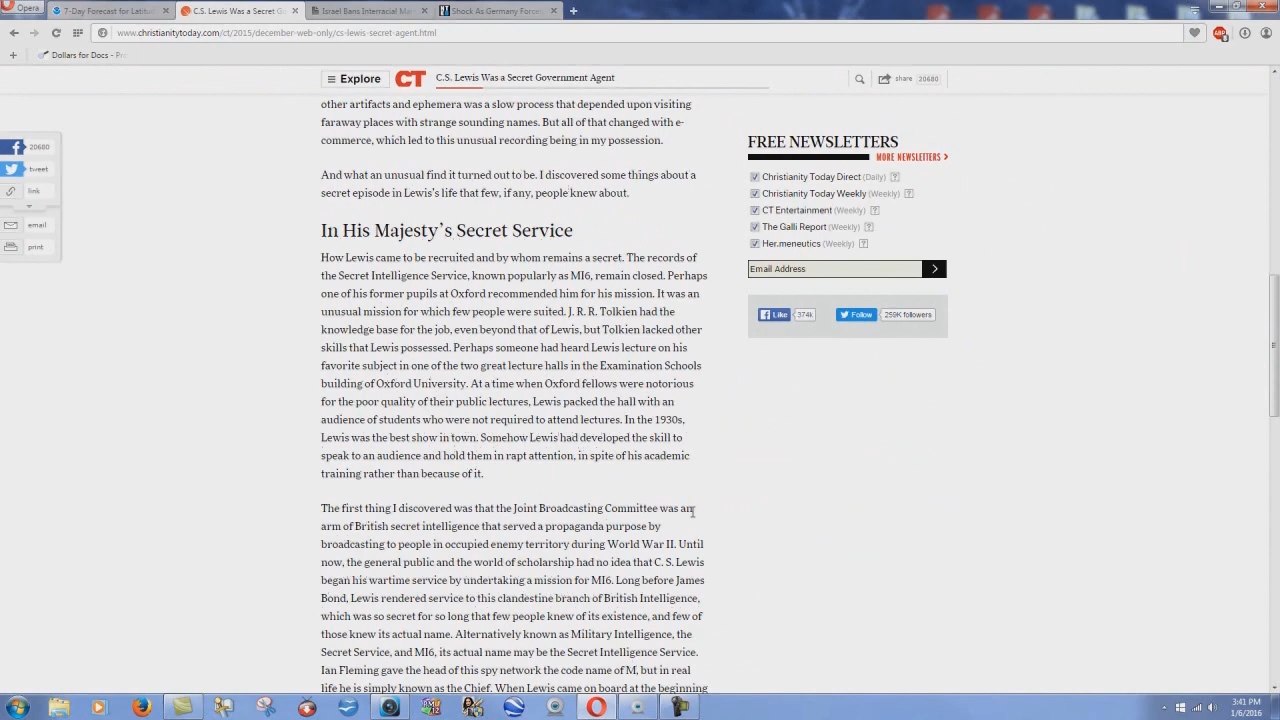 Opera
7-Day Forecast for Latitud
C.S. Lewis Was a Secret Go
Israel Bans Interracial Ma
Shock As Germany Forces
www.christianitytoday.com/ct/2015/december-web-only/cs-lewis-secret-agent.html
Dollars for Docs - Pr
Explore
CT
C.S. Lewis Was a Secret Government Agent
share 20680
20680
tweet
link
email
print
other artifacts and ephemera was a slow process that depended upon visiting
faraway places with strange sounding names. But all of that changed with e-
commerce, which led to this unusual recording being in my possession.
And what an unusual find it turned out to be. I discovered some things about a
secret episode in Lewis's life that few, if any, people knew about.
In His Majesty's Secret Service
How Lewis came to be recruited and by whom remains a secret. The records of
the Secret Intelligence Service, known popularly as MI6, remain closed. Perhaps
one of his former pupils at Oxford recommended him for his mission. It was an
unusual mission for which few people were suited. J. R. R. Tolkien had the
knowledge base for the job, even beyond that of Lewis, but Tolkien lacked other
skills that Lewis possessed. Perhaps someone had heard Lewis lecture on his
favorite subject in one of the two great lecture halls in the Examination Schools
building of Oxford University. At a time when Oxford fellows were notorious
for the poor quality of their public lectures, Lewis packed the hall with an
audience of students who were not required to attend lectures. In the 1930s,
Lewis was the best show in town. Somehow Lewis had developed the skill to
speak to an audience and hold them in rapt attention, in spite of his academic
training rather than because of it.
The first thing I discovered was that the Joint Broadcasting Committee was an
arm of British secret intelligence that served a propaganda purpose by
broadcasting to people in occupied enemy territory during World War II. Until
now, the general public and the world of scholarship had no idea that C. S. Lewis
began his wartime service by undertaking a mission for MI6. Long before James
Bond, Lewis rendered service to this clandestine branch of British Intelligence,
which was so secret for so long that few people knew of its existence, and few of
those knew its actual name. Alternatively known as Military Intelligence, the
Secret Service, and MI6, its actual name may be the Secret Intelligence Service.
Ian Fleming gave the head of this spy network the code name of M, but in real
life he is simply known as the Chief. When Lewis came on board at the beginning
FREE NEWSLETTERS
MORE NEWSLETTERS
Christianity Today Direct (Daily) ?
Christianity Today Weekly (Weekly) ?
CT Entertainment (Weekly) ?
The Galli Report (Weekly) ?
Her.meneutics (Weekly) ?
Email Address
Like 374k
Follow 259K followers
3:41 PM
1/6/2016